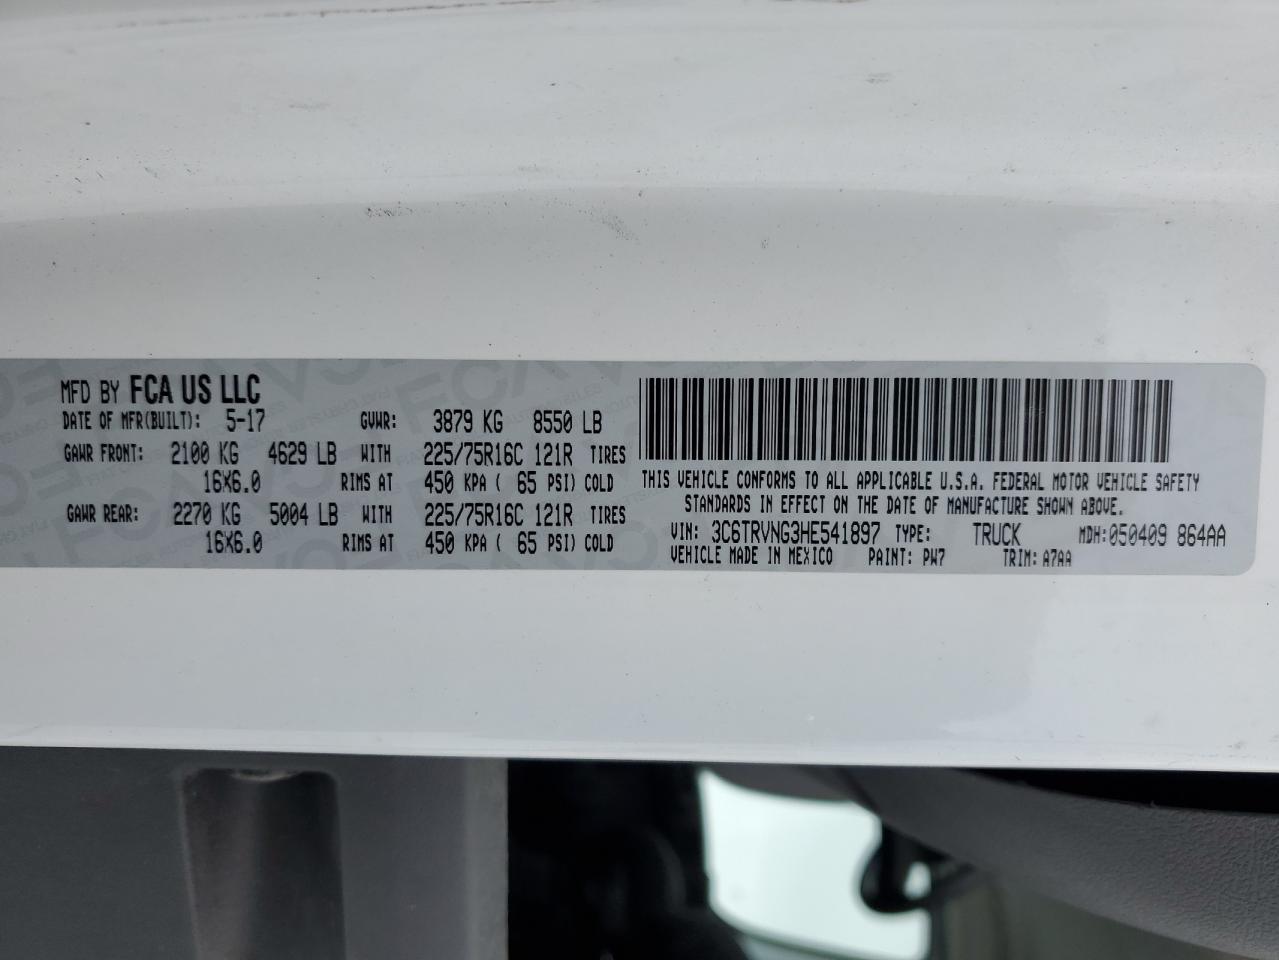 MFD BY FCA US LLC
DATE OF MFR(BUILT): 5-17 GVWR: 3879 KG 8550 LB
GAWR FRONT: 2100 KG 4629 LB WITH 225/75R16C 121R TIRES
16X6.0 RIMS AT 450 KPA ( 65 PSI) COLD
GAWR REAR: 2270 KG 5004 LB WITH 225/75R16C 121R TIRES
16X6.0 RIMS AT 450 KPA ( 65 PSI) COLD
THIS VEHICLE CONFORMS TO ALL APPLICABLE U.S.A. FEDERAL MOTOR VEHICLE SAFETY
STANDARDS IN EFFECT ON THE DATE OF MANUFACTURE SHOWN ABOVE.
VIN: 3C6TRVNG3HE541897 TYPE: TRUCK MDH:050409 864AA
VEHICLE MADE IN MEXICO PAINT: PW7 TRIM: A7AA